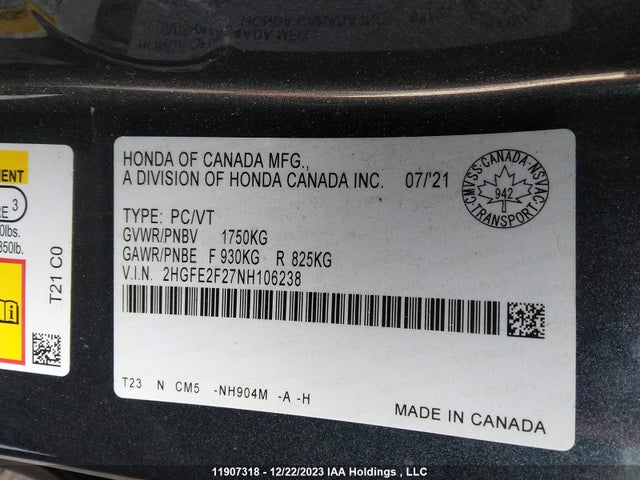 HONDA OF CANADA MFG.,
A DIVISION OF HONDA CANADA INC. 07/'21
CMVSS-CANADA-NSVAC
942
TRANSPORT
TYPE: PC/VT
GVWR/PNBV 1750KG
GAWR/PNBE F 930KG R 825KG
V.I.N. 2HGFE2F27NH106238
T23 N CM5 -NH904M -A -H
MADE IN CANADA
3
T21 C0
11907318 - 12/22/2023 IAA Holdings , LLC